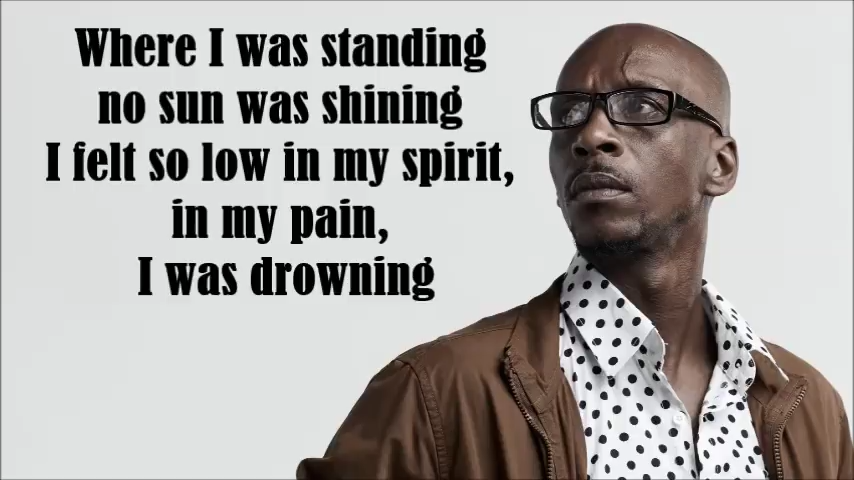 Where I was standing
no sun was shining
I felt so low in my spirit,
in my pain,
I was drowning